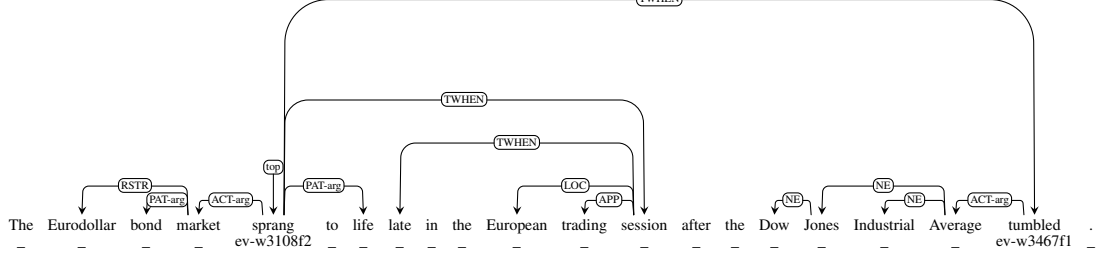 TWHEN
TWHEN
TWHEN
top
RSTR PAT-arg LOC NE
PAT-arg ACT-arg APP NE NE ACT-arg
The Eurodollar bond market sprang to life late in the European trading session after the Dow Jones Industrial Average tumbled .
_ _ _ _ ev-w3108f2 _ _ _ _ _ _ _ _ _ _ _ _ _ _ ev-w3467f1 _